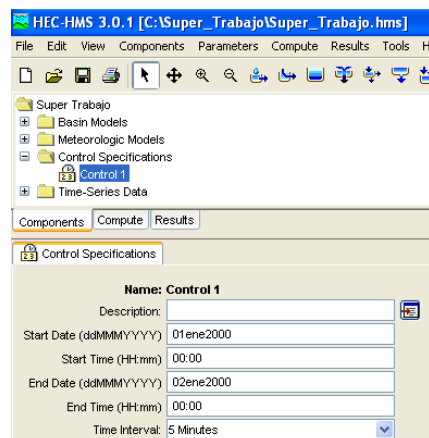 HEC-HMS 3.0.1 [C:\Super_Trabajo\Super_Trabajo.hms]
File Edit View Components Parameters Compute Results Tools H
Super Trabajo
Basin Models
Meteorologic Models
Control Specifications
Control 1
Time-Series Data
Components Compute Results
Control Specifications
Name: Control 1
Description:
Start Date (ddMMMYYYY) 01ene2000
Start Time (HH:mm) 00:00
End Date (ddMMMYYYY) 02ene2000
End Time (HH:mm) 00:00
Time Interval: 5 Minutes